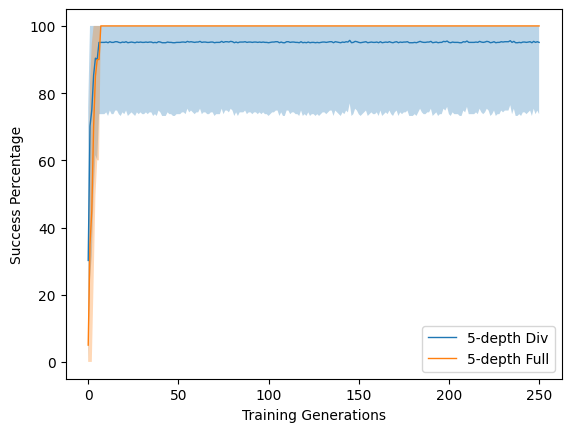 100
80
60
40
20
0
Success Percentage
0 50 100 150 200 250
Training Generations
5-depth Div
5-depth Full